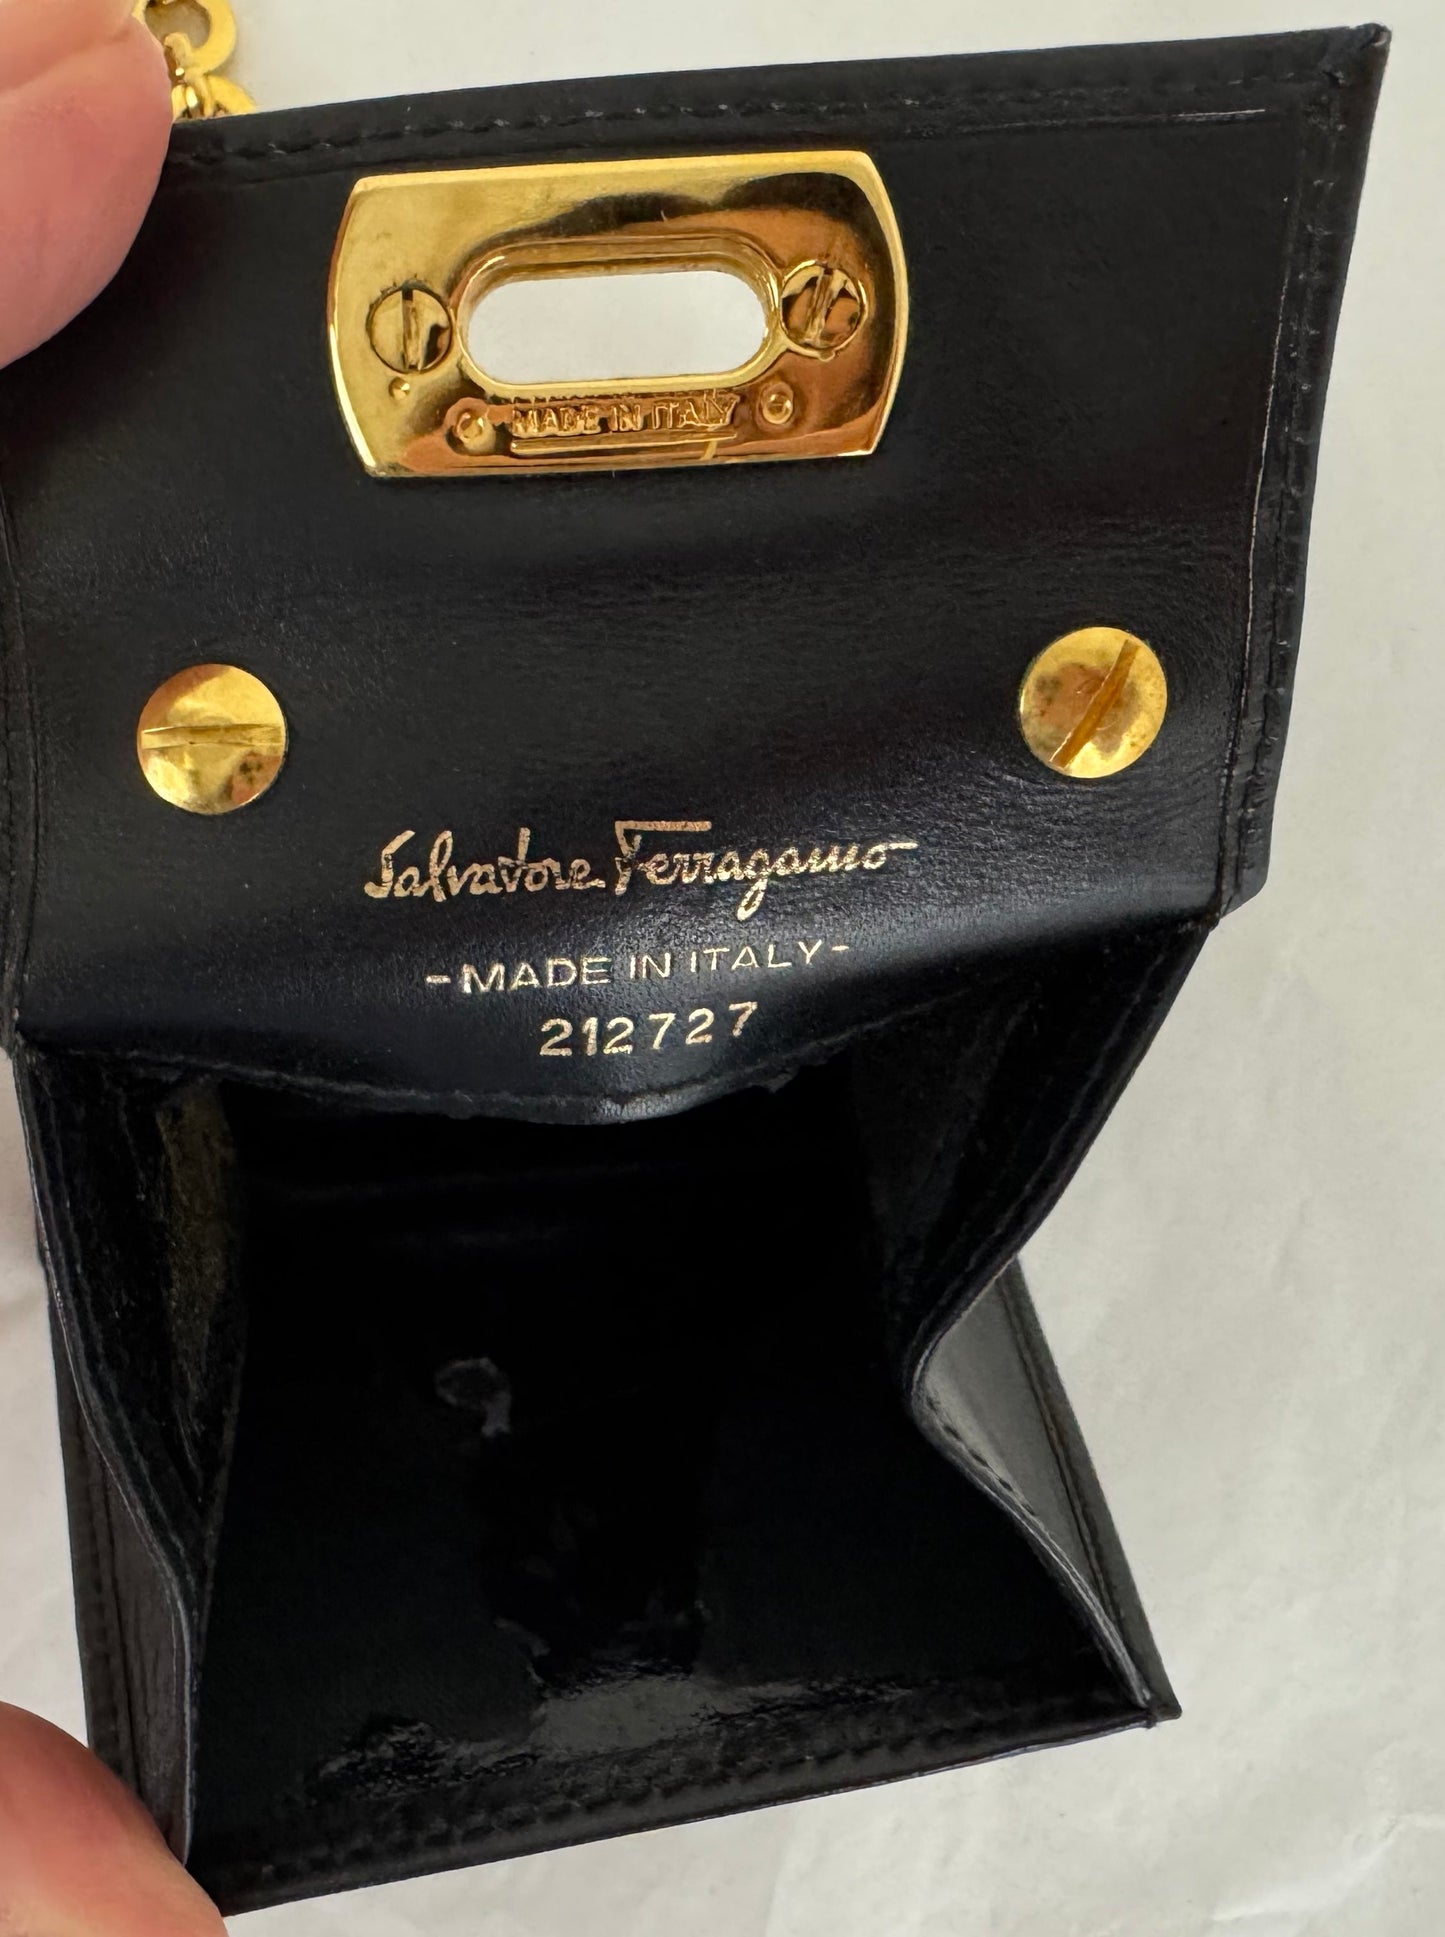 MADE IN ITALY
Salvatore Ferragamo
-MADE IN ITALY-
212727